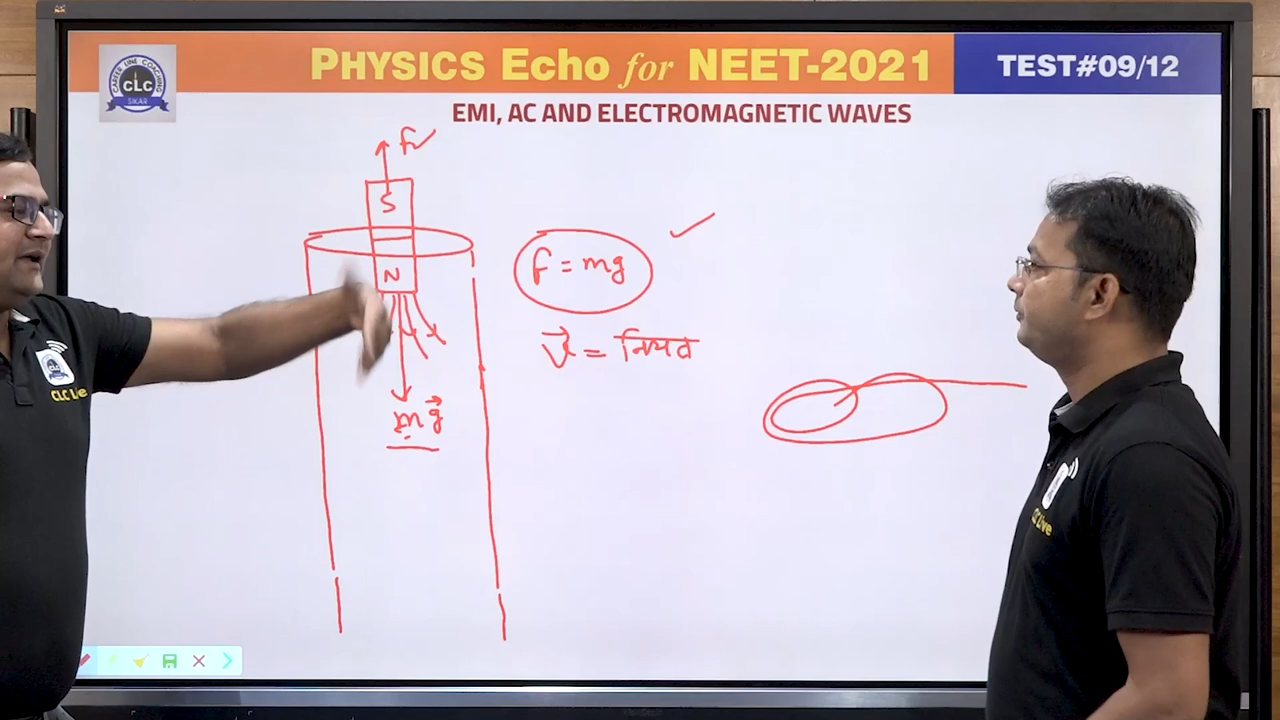 PHYSICS Echo for NEET-2021
TEST#09/12
CAREER LINE COACHING
CLC
SIKAR
EMI, AC AND ELECTROMAGNETIC WAVES
F
S
N
F = mg
v⃗ = नियत
mg⃗
CLC Live
CLC Live